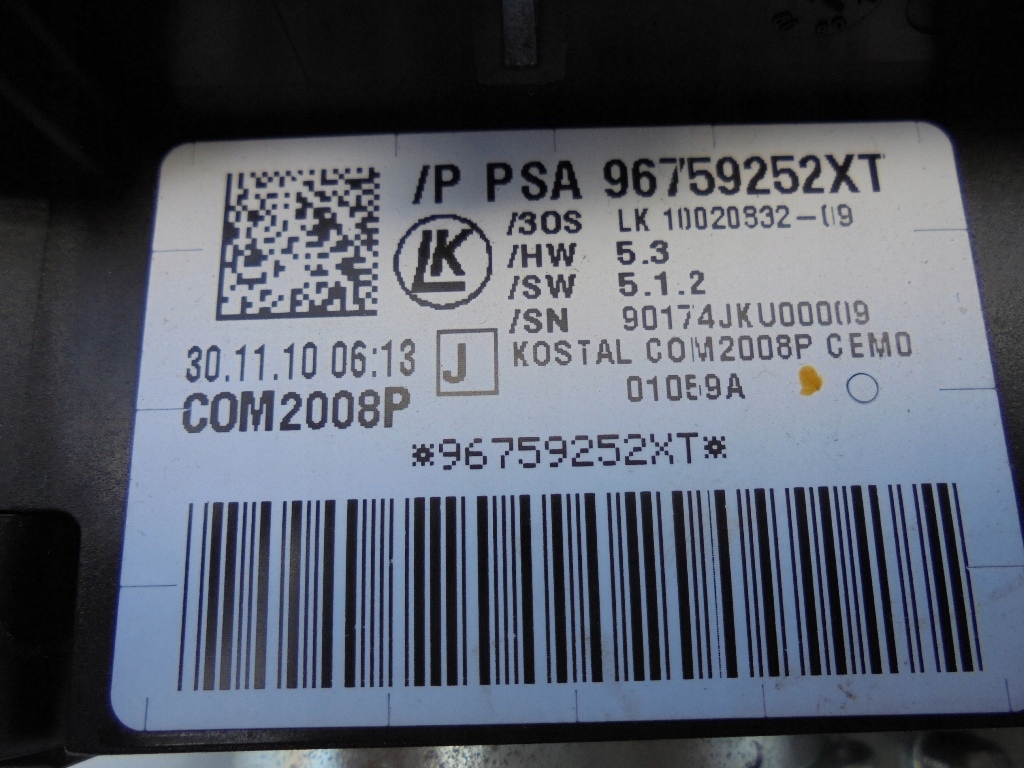 /P PSA 96759252XT
/30S LK 10020832-09
LK
/HW 5.3
/SW 5.1.2
/SN 90174JKU00009
30.11.10 06:13
J
KOSTAL COM2008P CEM0
COM2008P
01059A
*96759252XT*